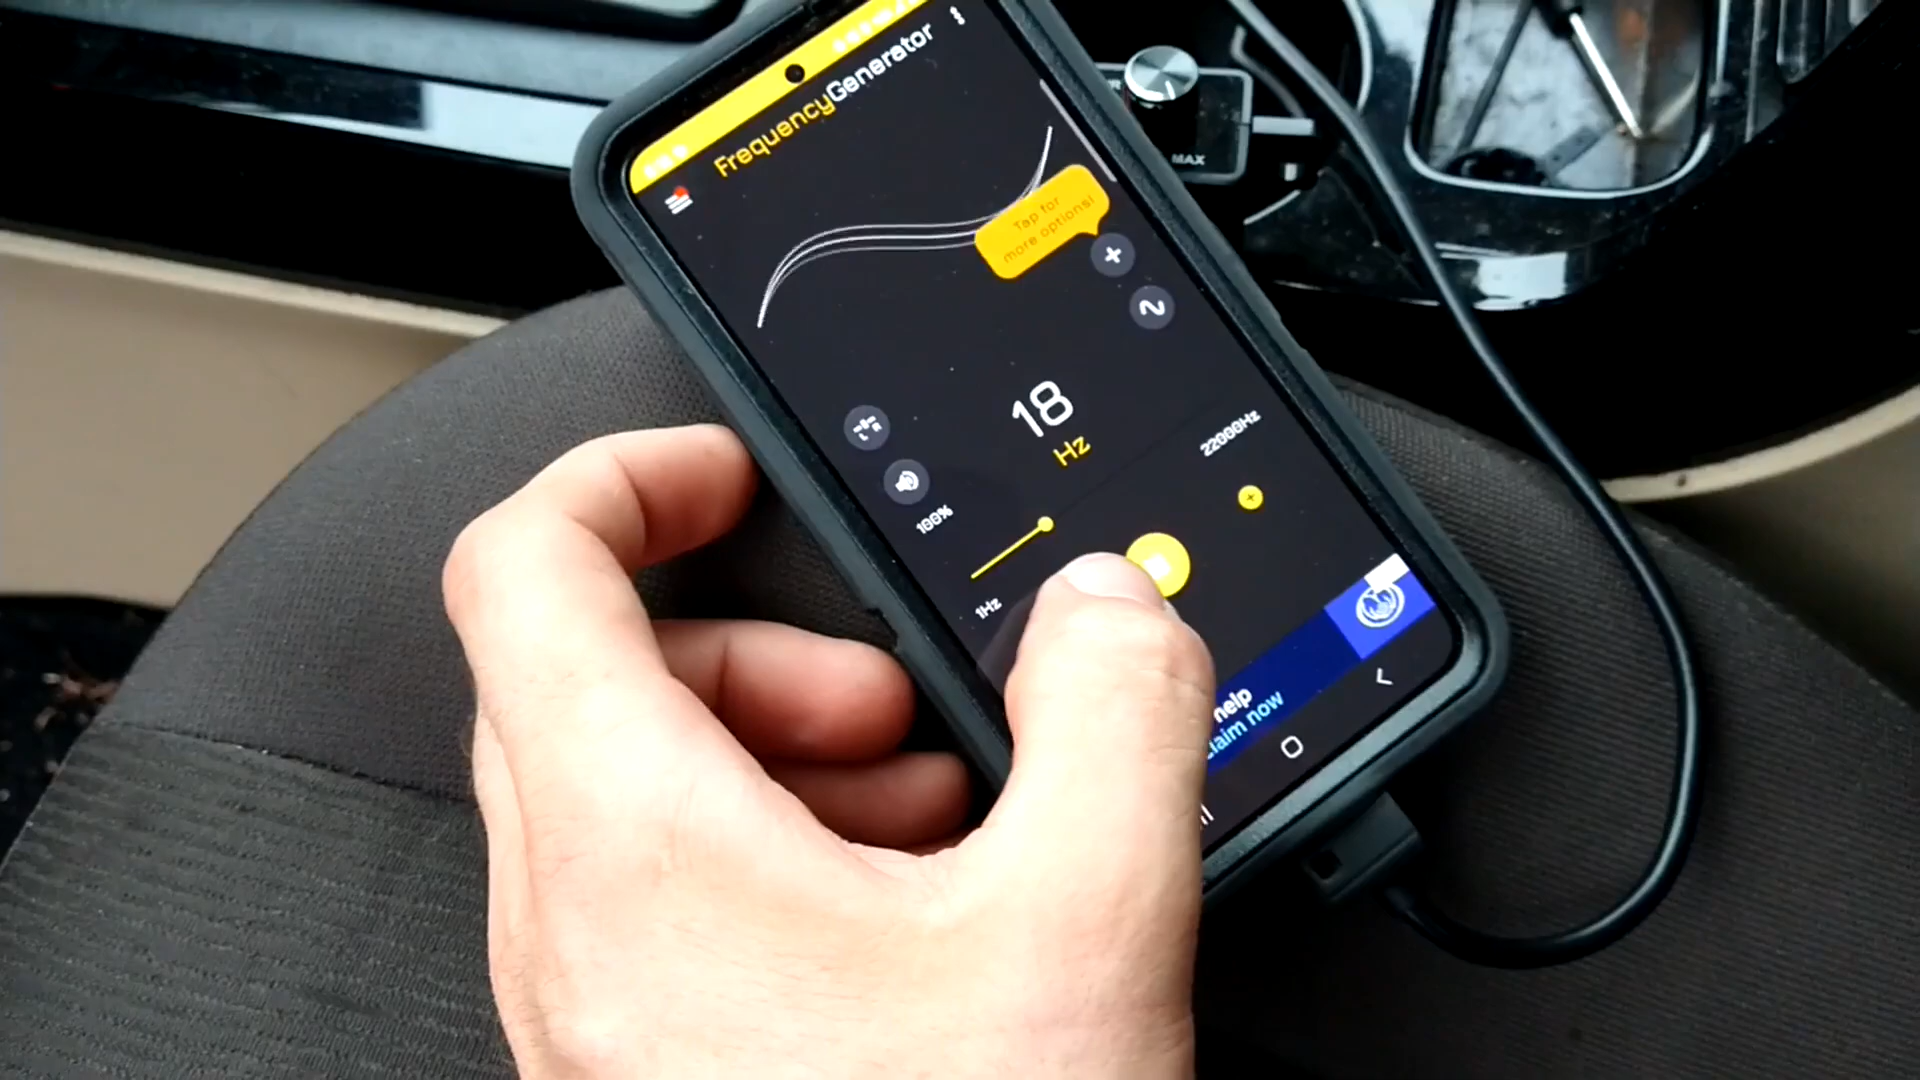 FrequencyGenerator
Tap for
more options!
18
Hz
22000Hz
100%
1Hz
help
claim now
MAX